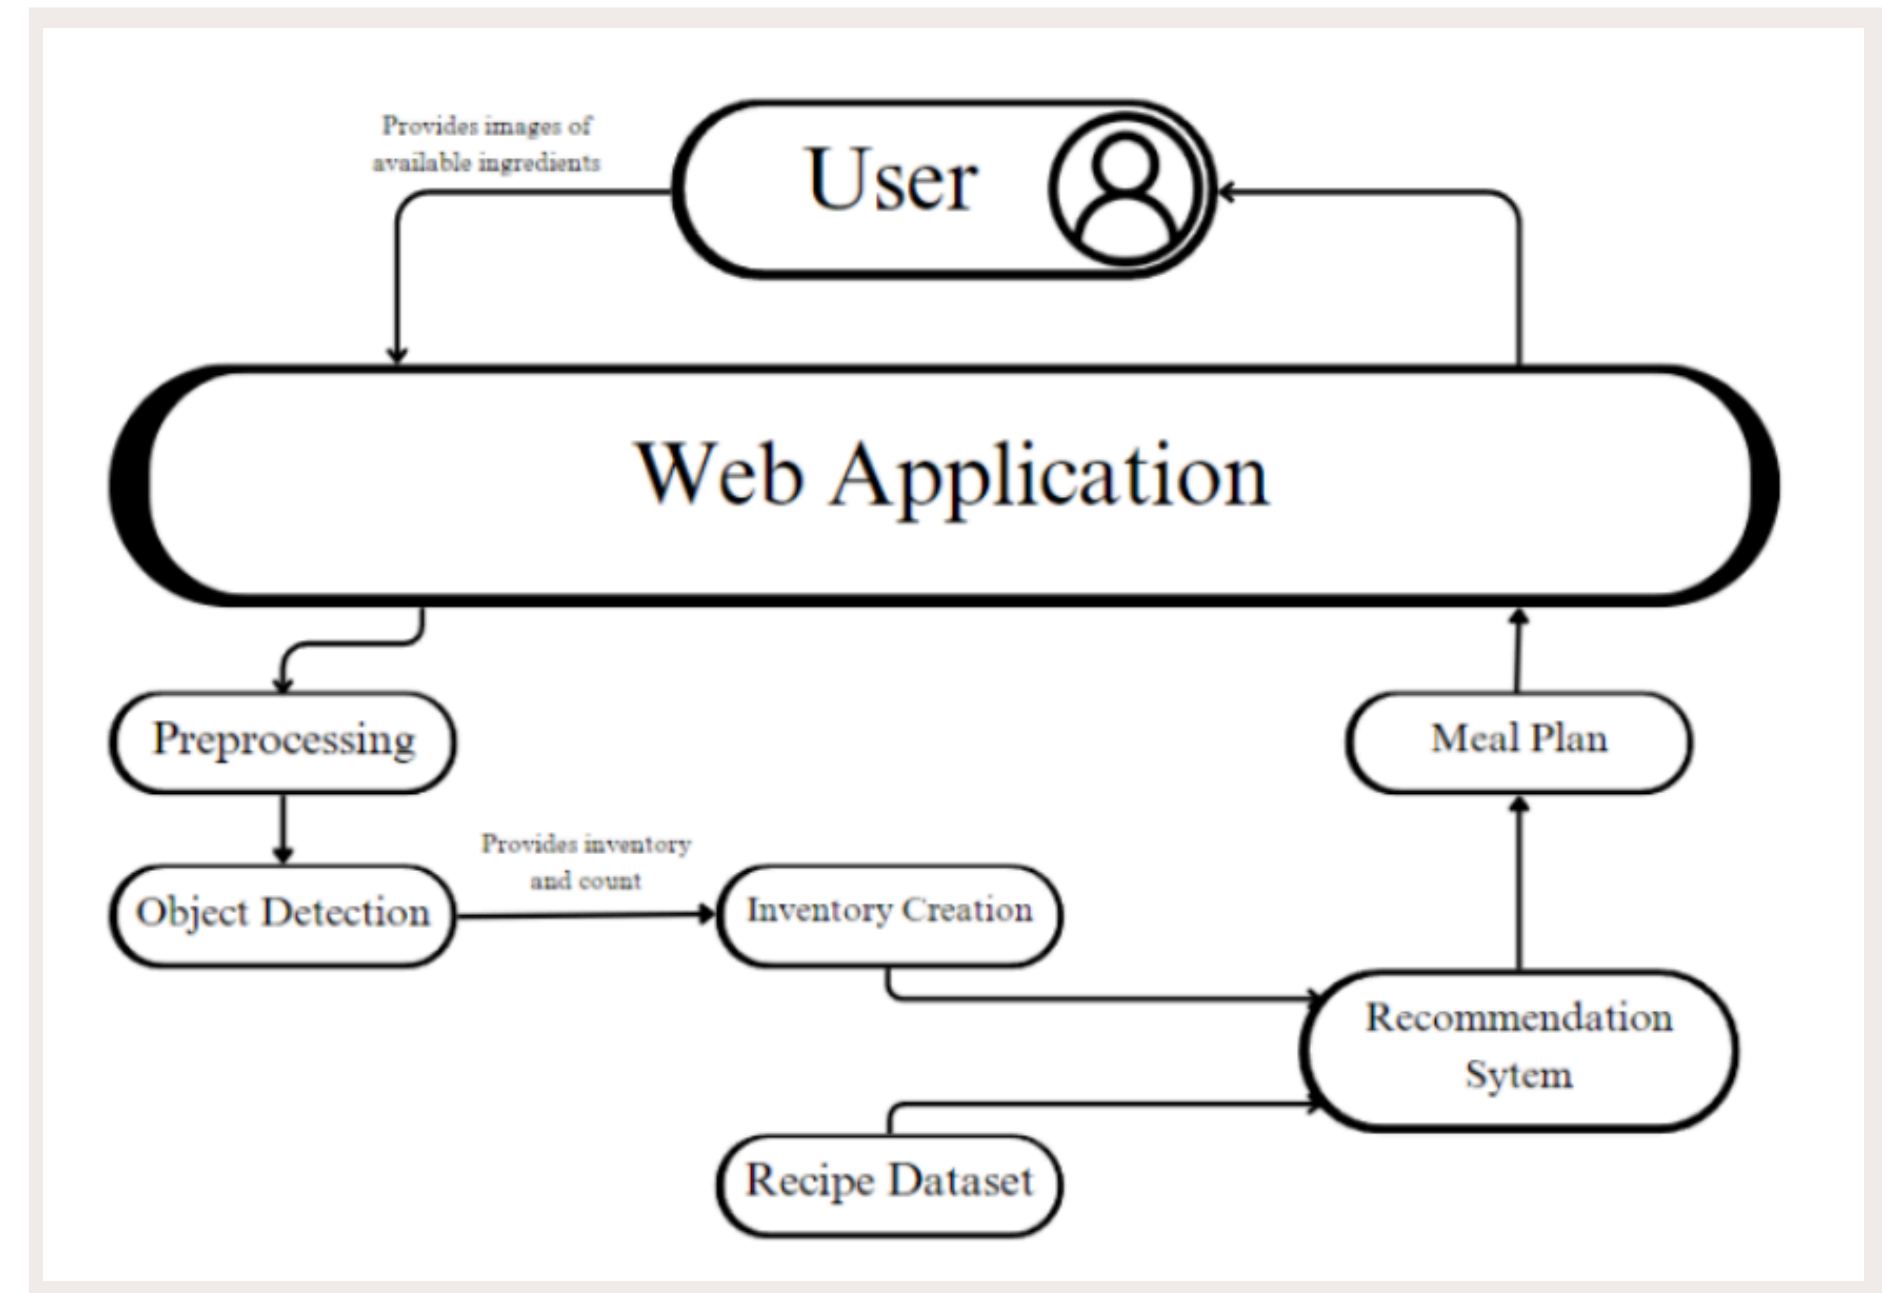 Provides images of
available ingredients
User
Web Application
Preprocessing
Meal Plan
Provides inventory
and count
Object Detection
Inventory Creation
Recommendation
Sytem
Recipe Dataset